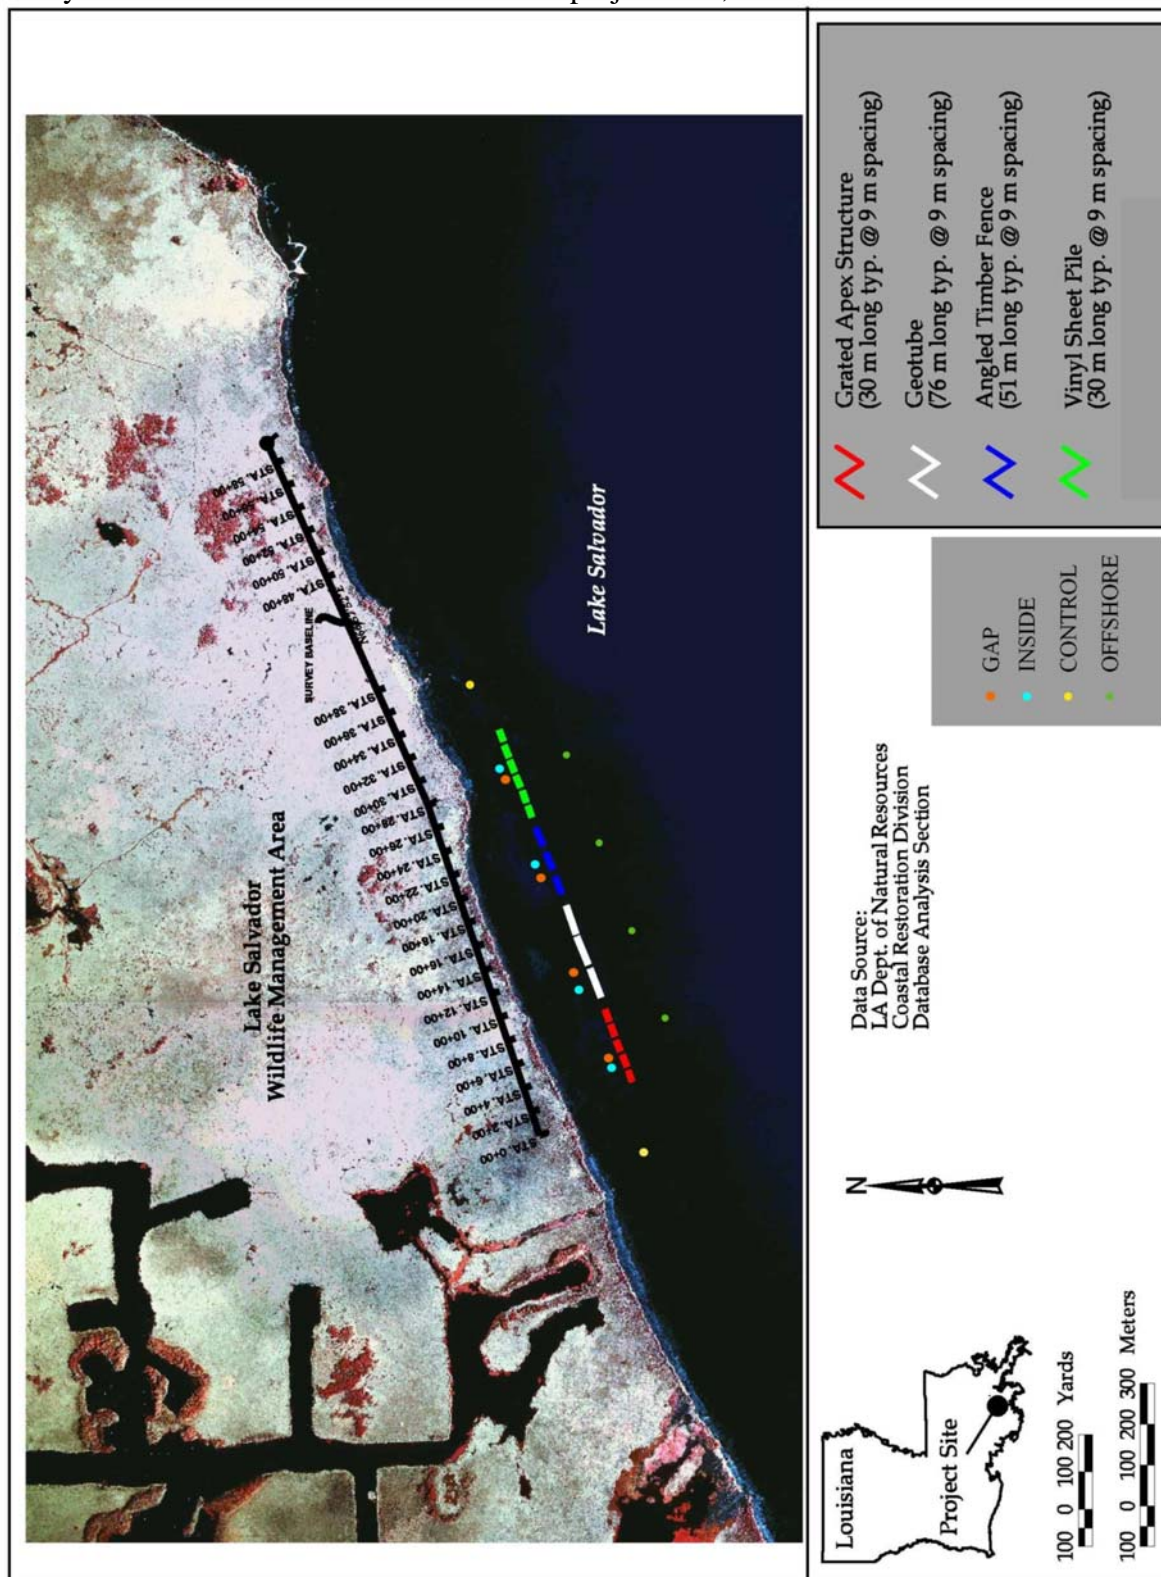 Lake Salvador
Wildlife Management Area
STA. 0+00
STA. 2+00
STA. 4+00
STA. 6+00
STA. 8+00
STA. 10+00
STA. 12+00
STA. 14+00
STA. 16+00
STA. 18+00
STA. 20+00
STA. 22+00
STA. 24+00
STA. 26+00
STA. 28+00
STA. 30+00
STA. 32+00
STA. 34+00
STA. 36+00
STA. 38+00
SURVEY BASELINE
STA. 48+00
STA. 50+00
STA. 52+00
STA. 54+00
STA. 56+00
STA. 58+00
Lake Salvador
Louisiana
Project Site
100 0 100 200 Yards
100 0 100 200 300 Meters
N
Data Source:
LA Dept. of Natural Resources
Coastal Restoration Division
Database Analysis Section
GAP
INSIDE
CONTROL
OFFSHORE
Grated Apex Structure
(30 m long typ. @ 9 m spacing)
Geotube
(76 m long typ. @ 9 m spacing)
Angled Timber Fence
(51 m long typ. @ 9 m spacing)
Vinyl Sheet Pile
(30 m long typ. @ 9 m spacing)